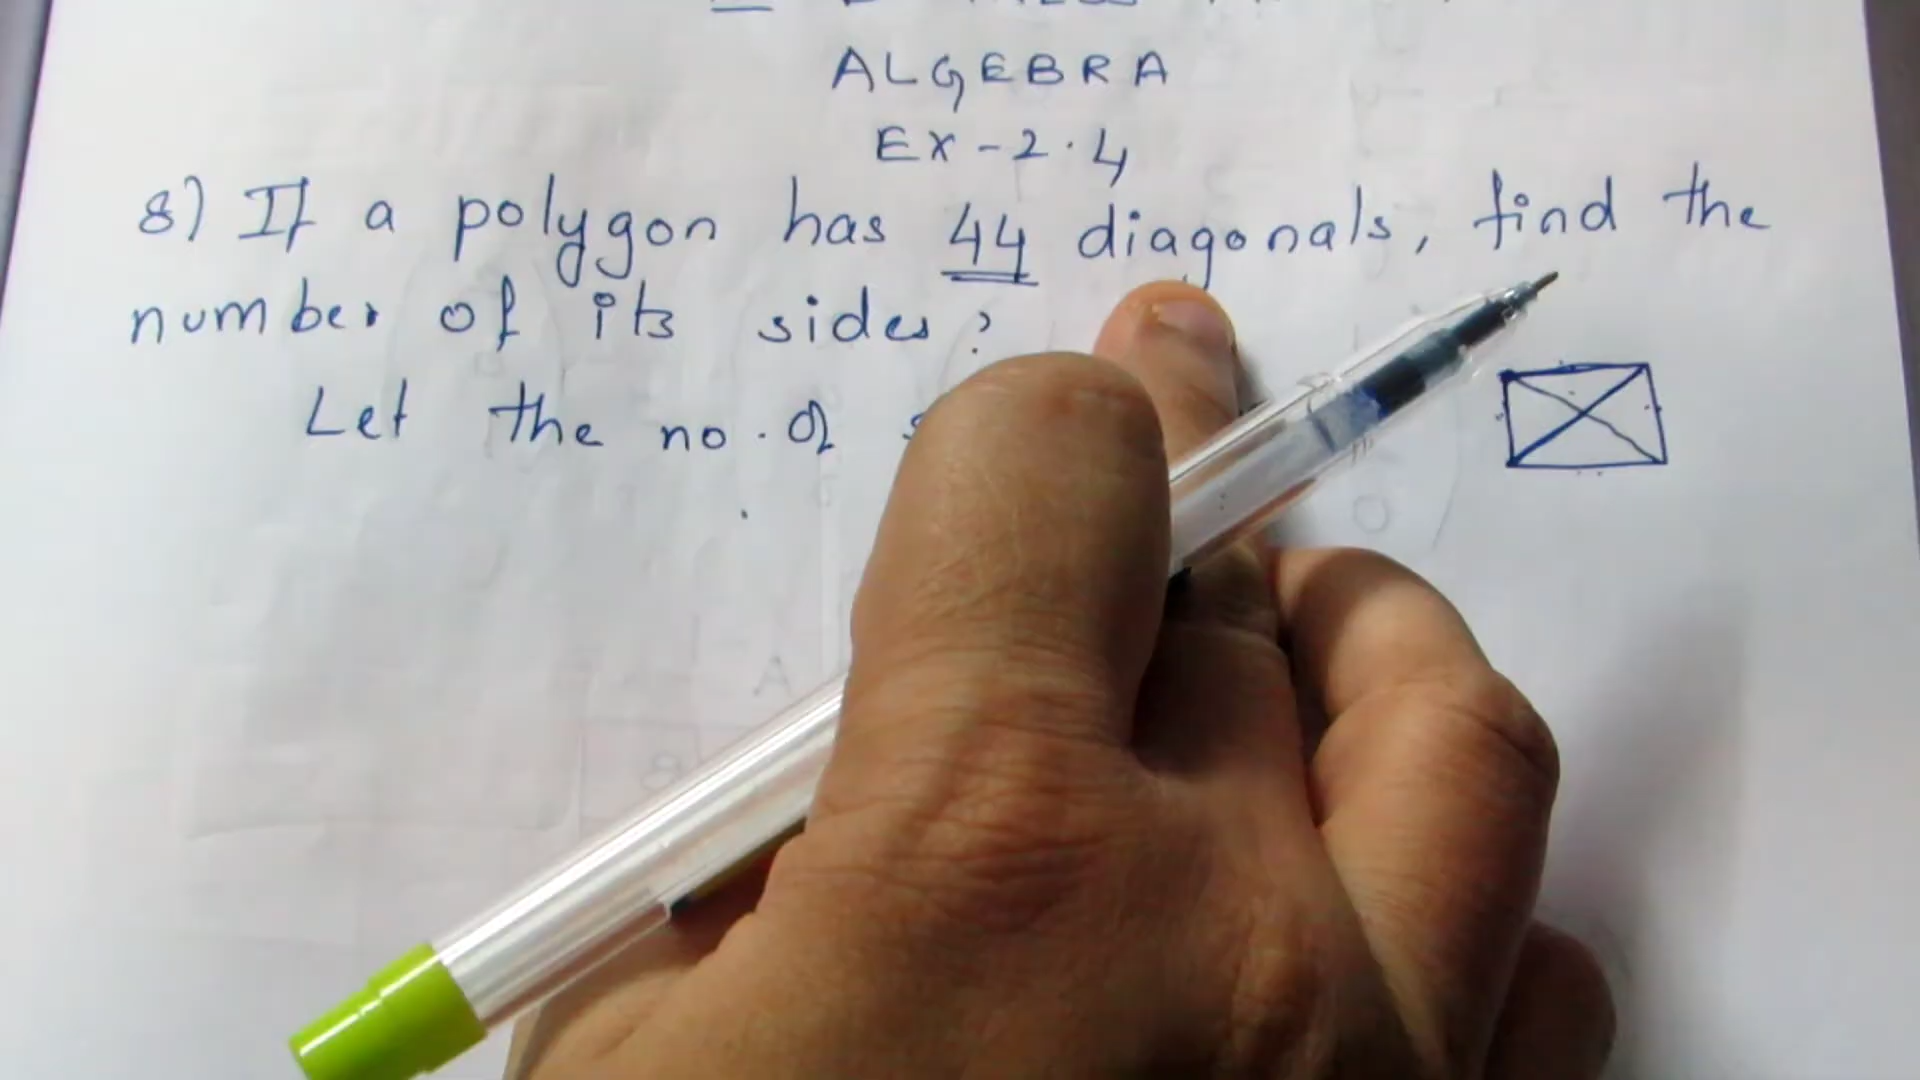 ALGEBRA
EX-2.4
8) If a polygon has 44 diagonals, find the
number of its sides?
Let the no. of